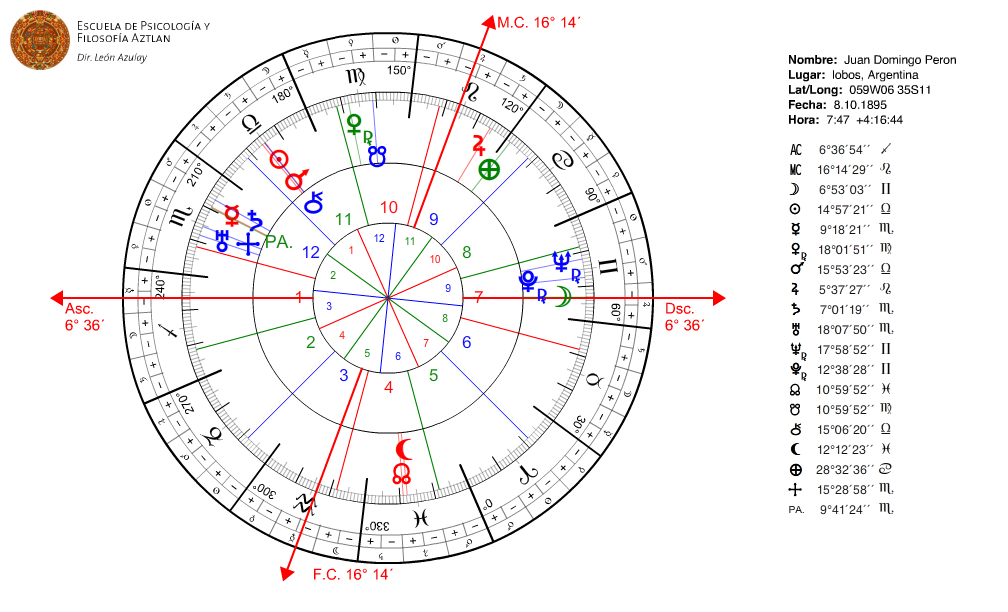 ESCUELA DE PSICOLOGÍA Y
FILOSOFÍA AZTLAN
Dir. León Azulay
M.C. 16° 14´
150°
180°
120°
210°
90°
240°
60°
270°
30°
300°
330°
0°
Asc.
6° 36´
Dsc.
6° 36´
F.C. 16° 14´
PA.
10
9
11
8
12
1
7
2
6
3
5
4
12
11
1
10
2
9
3
8
4
7
5
6
Nombre: Juan Domingo Peron
Lugar: lobos, Argentina
Lat/Long: 059W06 35S11
Fecha: 8.10.1895
Hora: 7:47 +4:16:44
AC 6°36´54´´ ♐
MC 16°14´29´´ ♌
☽ 6°53´03´´ ♊
☉ 14°57´21´´ ♎
☿ 9°18´21´´ ♏
♀℞ 18°01´51´´ ♍
♂ 15°53´23´´ ♎
♃ 5°37´27´´ ♌
♄ 7°01´19´´ ♏
♅ 18°07´50´´ ♏
♆℞ 17°58´52´´ ♊
♇℞ 12°38´28´´ ♊
☊ 10°59´52´´ ♓
☋ 10°59´52´´ ♍
⚷ 15°06´20´´ ♎
⚸ 12°12´23´´ ♓
⊕ 28°32´36´´ ♋
15°28´58´´ ♏
PA. 9°41´24´´ ♏